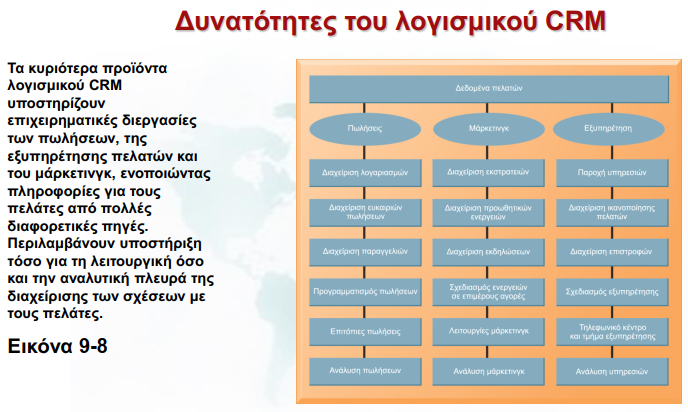 Δυνατότητες του λογισμικού CRM
Τα κυριότερα προϊόντα
λογισμικού CRM
υποστηρίζουν
επιχειρηματικές διεργασίες
των πωλήσεων, της
εξυπηρέτησης πελατών και
του μάρκετινγκ, ενοποιώντας
πληροφορίες για τους
πελάτες από πολλές
διαφορετικές πηγές.
Περιλαμβάνουν υποστήριξη
τόσο για τη λειτουργική όσο
και την αναλυτική πλευρά της
διαχείρισης των σχέσεων με
τους πελάτες.
Εικόνα 9-8
Δεδομένα πελατών
Πωλήσεις
Μάρκετινγκ
Εξυπηρέτηση
Διαχείριση λογαριασμών
Διαχείριση εκστρατειών
Παροχή υπηρεσιών
Διαχείριση ευκαιριών
πωλήσεων
Διαχείριση προωθητικών
ενεργειών
Διαχείριση ικανοποίησης
πελατών
Διαχείριση παραγγελιών
Διαχείριση εκδηλώσεων
Διαχείριση επιστροφών
Προγραμματισμός πωλήσεων
Σχεδιασμός ενεργειών
σε επιμέρους αγορές
Σχεδιασμός εξυπηρέτησης
Επιτόπιες πωλήσεις
Λειτουργίες μάρκετινγκ
Τηλεφωνικό κέντρο
και τμήμα εξυπηρέτησης
Ανάλυση πωλήσεων
Ανάλυση μάρκετινγκ
Ανάλυση υπηρεσιών